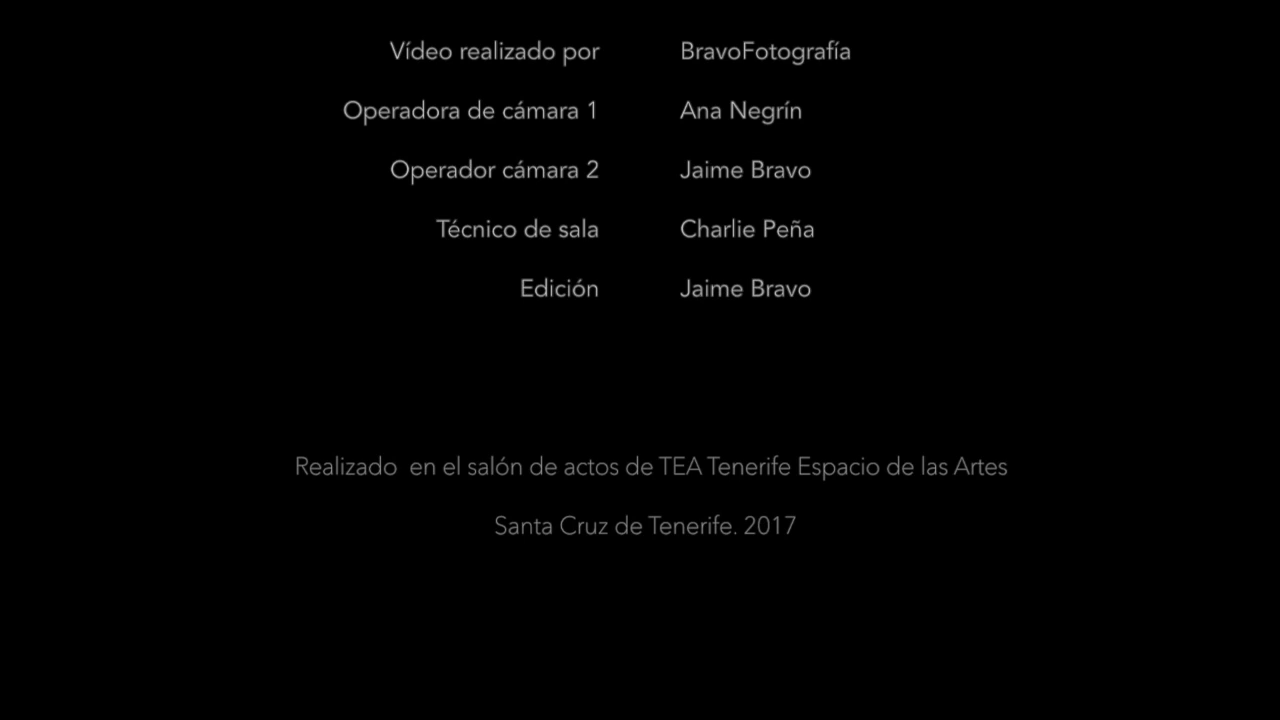 Vídeo realizado por BravoFotografía
Operadora de cámara 1 Ana Negrín
Operador cámara 2 Jaime Bravo
Técnico de sala Charlie Peña
Edición Jaime Bravo
Realizado en el salón de actos de TEA Tenerife Espacio de las Artes
Santa Cruz de Tenerife. 2017